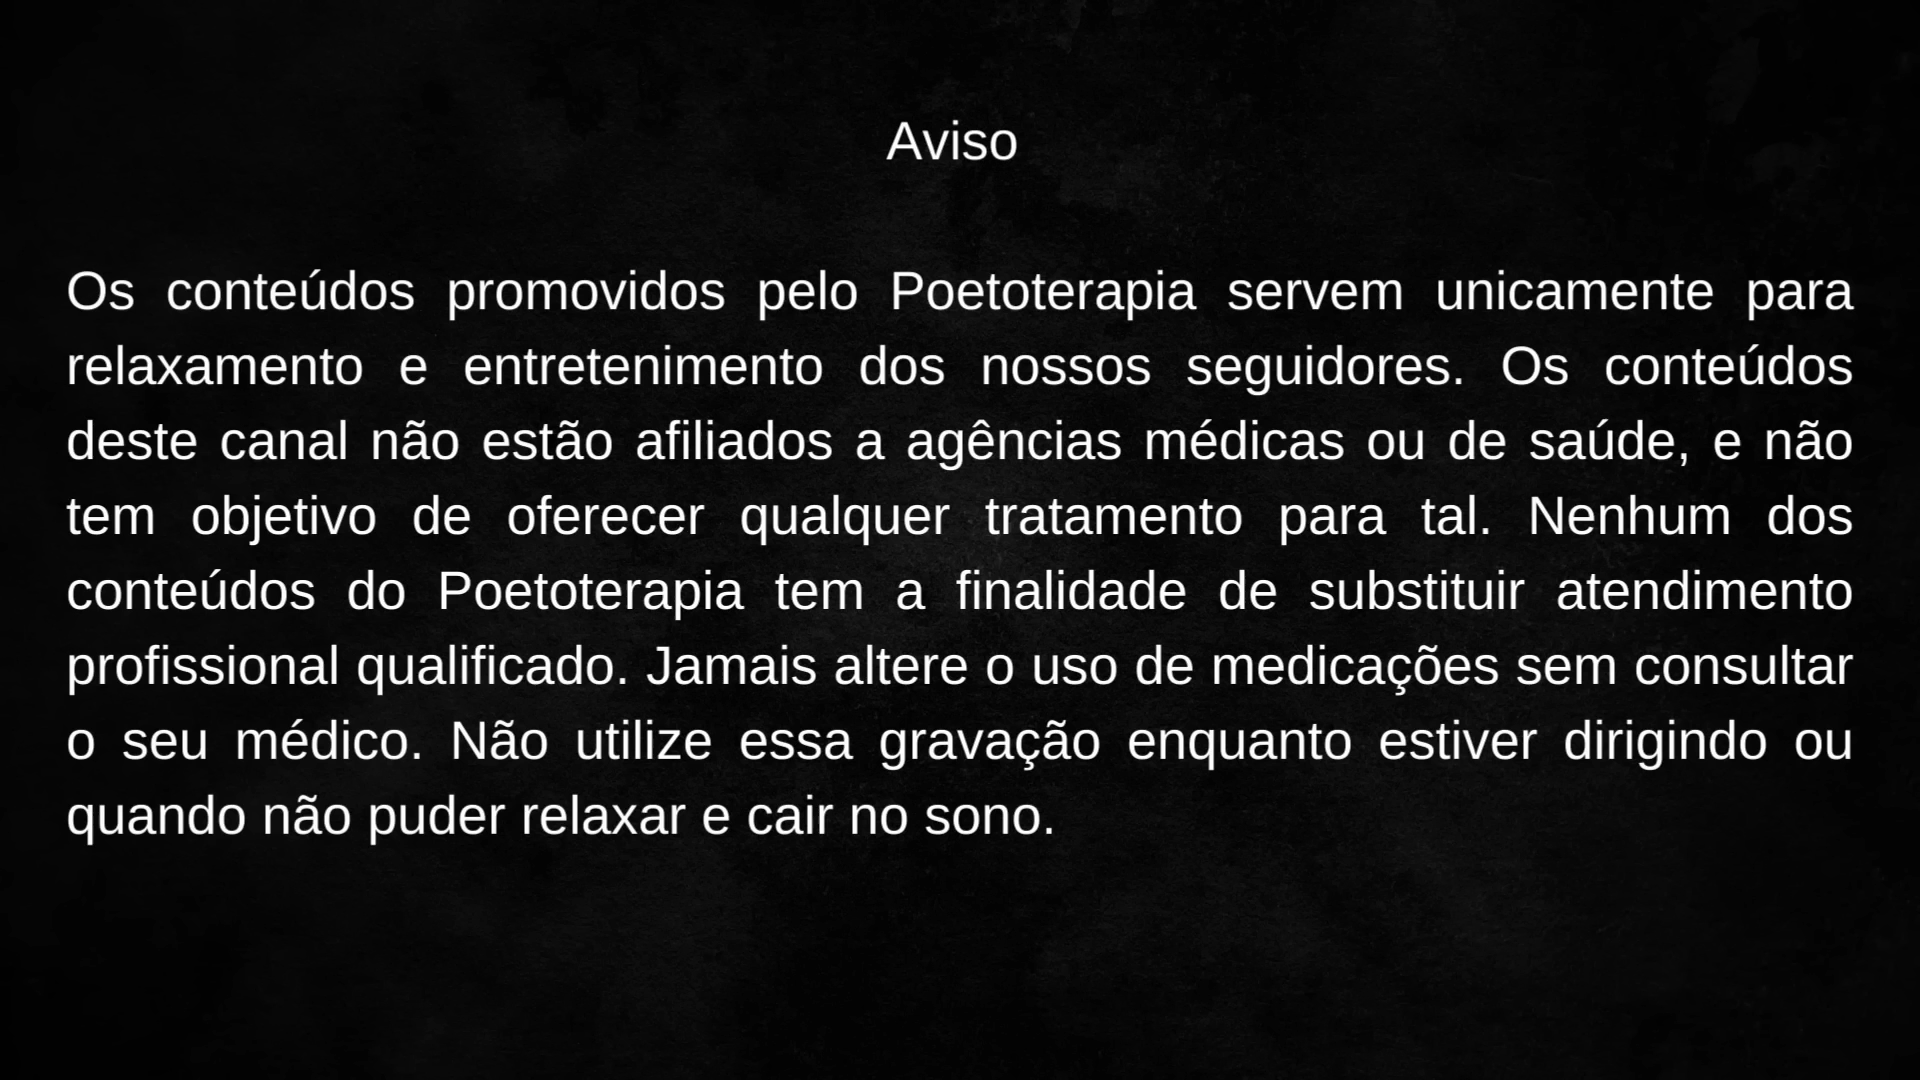 Aviso
Os conteúdos promovidos pelo Poetoterapia servem unicamente para
relaxamento e entretenimento dos nossos seguidores. Os conteúdos
deste canal não estão afiliados a agências médicas ou de saúde, e não
tem objetivo de oferecer qualquer tratamento para tal. Nenhum dos
conteúdos do Poetoterapia tem a finalidade de substituir atendimento
profissional qualificado. Jamais altere o uso de medicações sem consultar
o seu médico. Não utilize essa gravação enquanto estiver dirigindo ou
quando não puder relaxar e cair no sono.